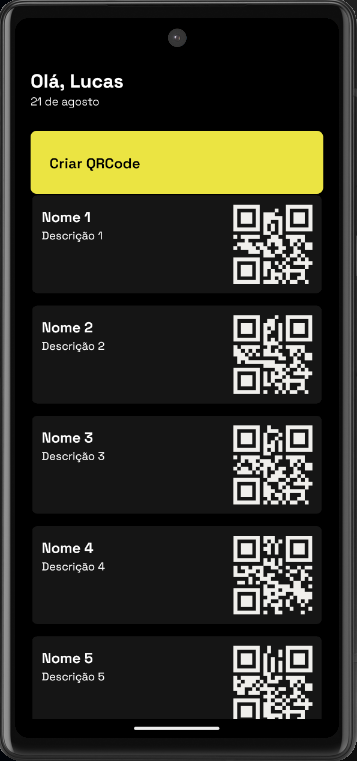 Olá, Lucas
21 de agosto
Criar QRCode
Nome 1
Descrição 1
Nome 2
Descrição 2
Nome 3
Descrição 3
Nome 4
Descrição 4
Nome 5
Descrição 5